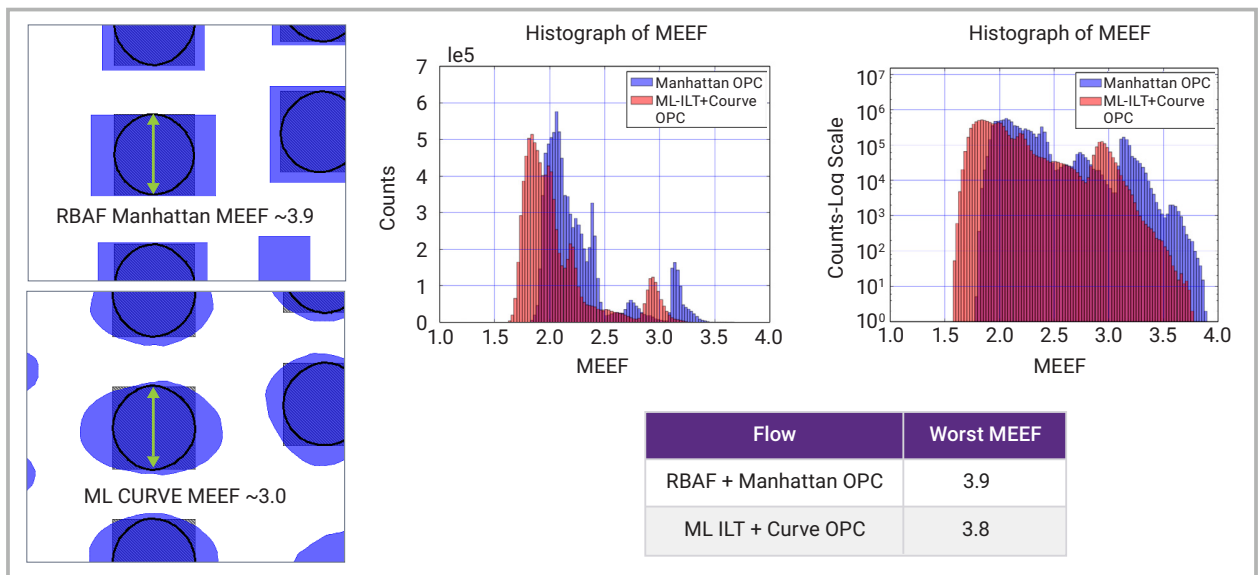 RBAF Manhattan MEEF ~3.9
ML CURVE MEEF ~3.0
Histograph of MEEF
le5
7
6
5
4
3
2
1
0
Counts
Manhattan OPC
ML-ILT+Courve
OPC
1.0 1.5 2.0 2.5 3.0 3.5 4.0
MEEF
Histograph of MEEF
10⁷
10⁶
10⁵
10⁴
10³
10²
10¹
10⁰
Counts-Loq Scale
Manhattan OPC
ML-ILT+Courve
OPC
1.0 1.5 2.0 2.5 3.0 3.5 4.0
MEEF
Flow Worst MEEF
RBAF + Manhattan OPC 3.9
ML ILT + Curve OPC 3.8